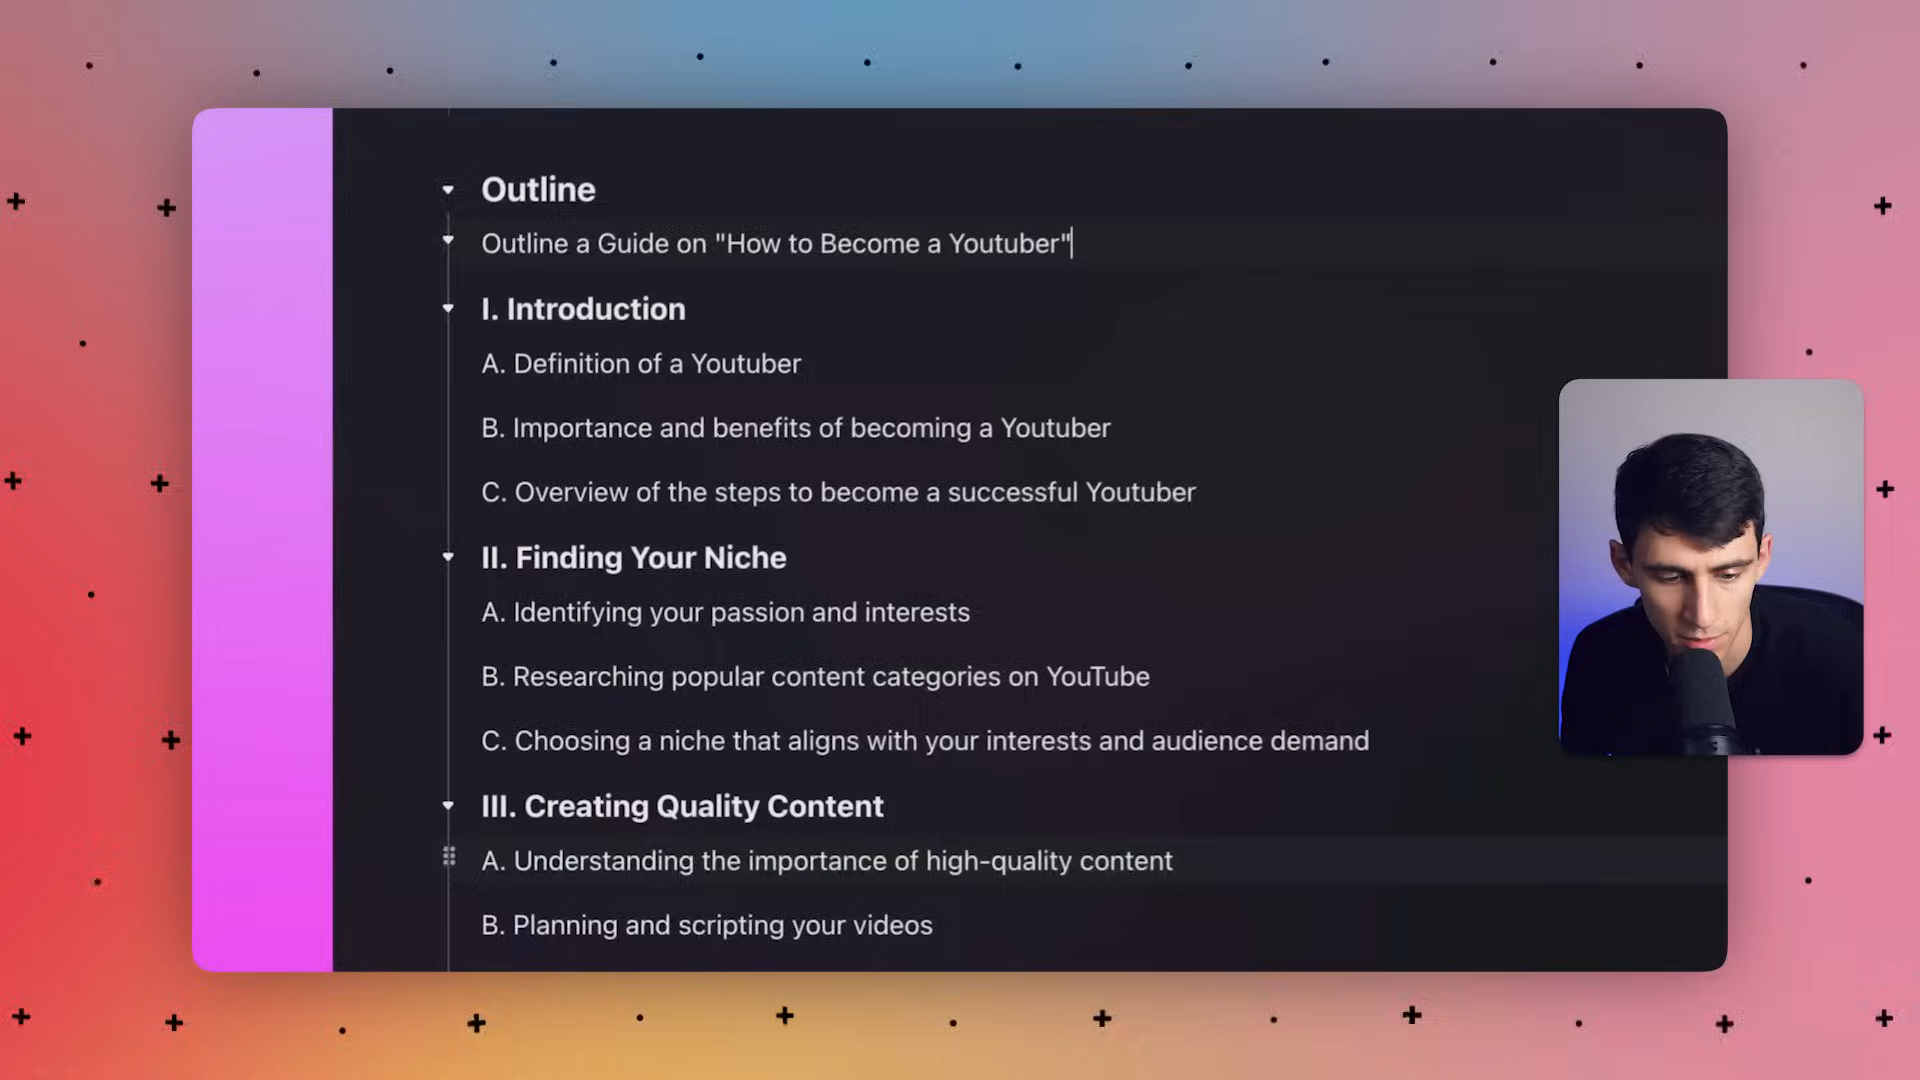 Outline
Outline a Guide on "How to Become a Youtuber"
I. Introduction
A. Definition of a Youtuber
B. Importance and benefits of becoming a Youtuber
C. Overview of the steps to become a successful Youtuber
II. Finding Your Niche
A. Identifying your passion and interests
B. Researching popular content categories on YouTube
C. Choosing a niche that aligns with your interests and audience demand
III. Creating Quality Content
A. Understanding the importance of high-quality content
B. Planning and scripting your videos